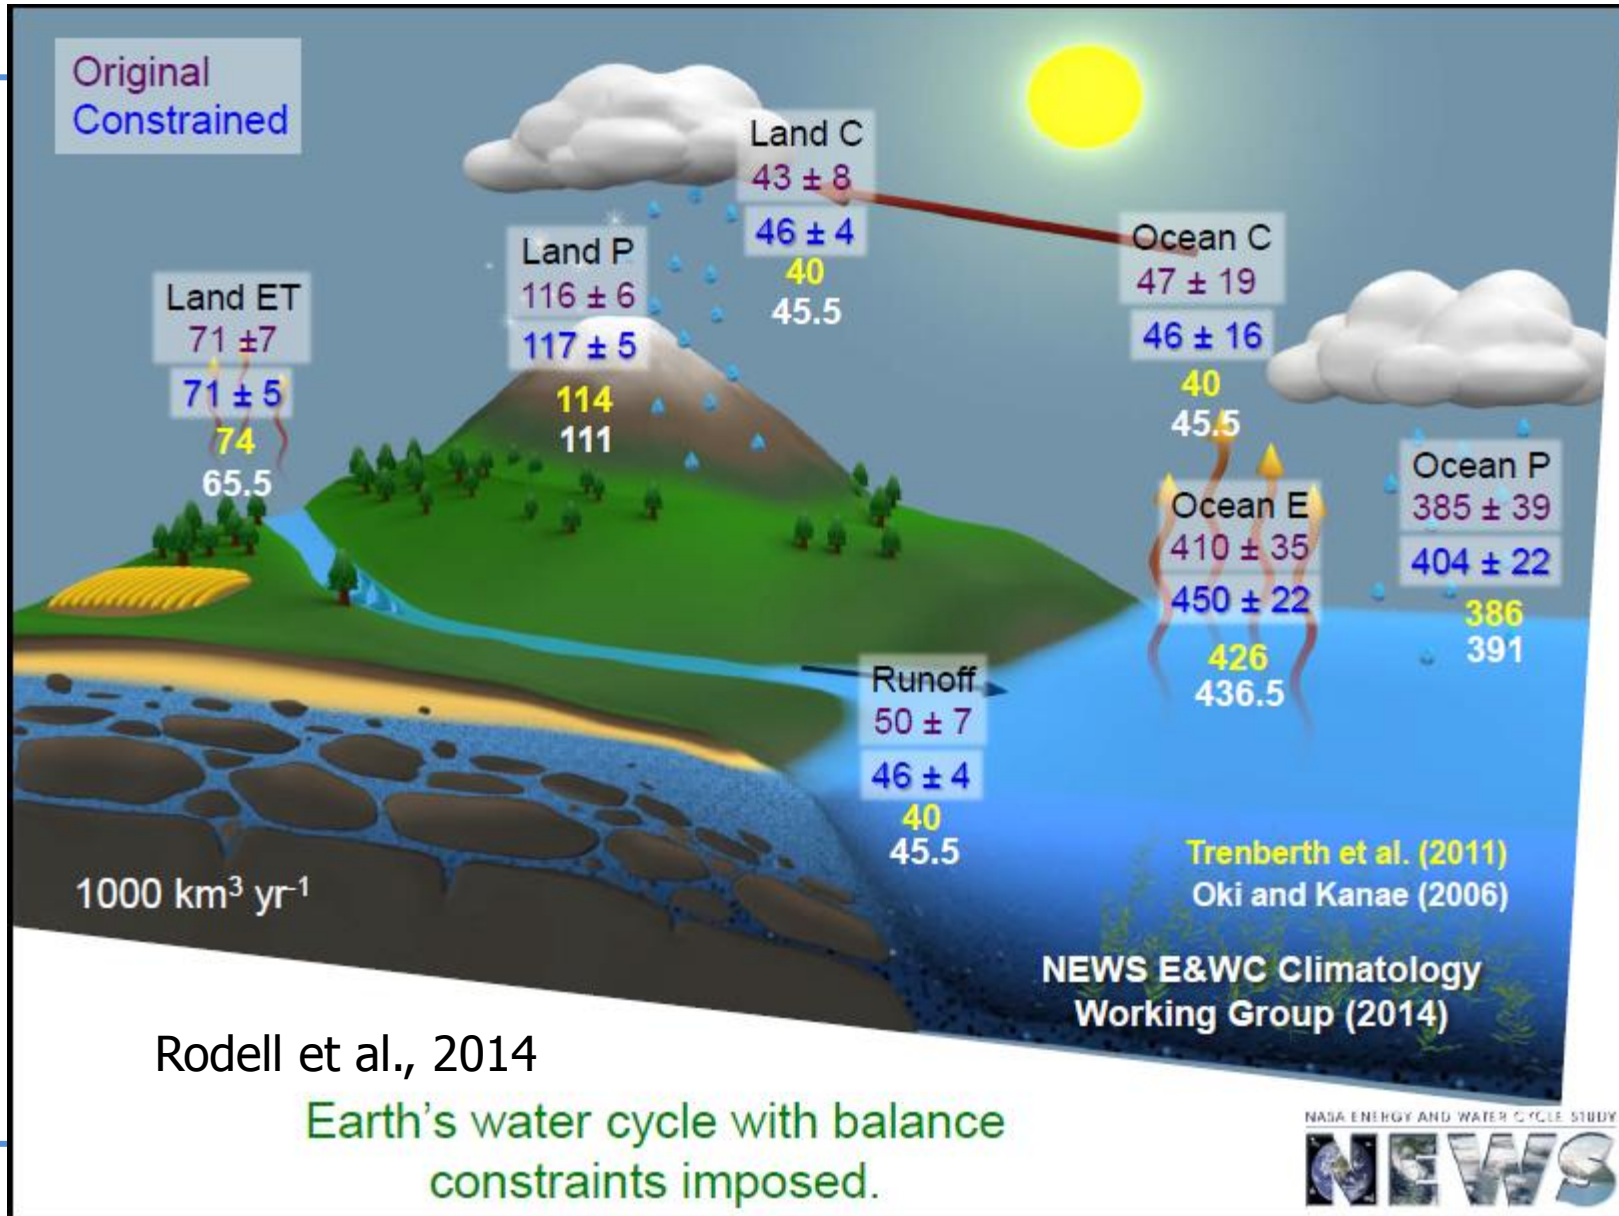 Original
Constrained
Land C
43 ± 8
46 ± 4
40
45.5
Land P
116 ± 6
117 ± 5
114
111
Land ET
71 ±7
71 ± 5
74
65.5
Ocean C
47 ± 19
46 ± 16
40
45.5
Ocean P
385 ± 39
404 ± 22
386
391
Ocean E
410 ± 35
450 ± 22
426
436.5
Runoff
50 ± 7
46 ± 4
40
45.5
1000 km³ yr⁻¹
Trenberth et al. (2011)
Oki and Kanae (2006)
NEWS E&WC Climatology
Working Group (2014)
Rodell et al., 2014
Earth’s water cycle with balance
constraints imposed.
NASA ENERGY AND WATER CYCLE STUDY
NEWS